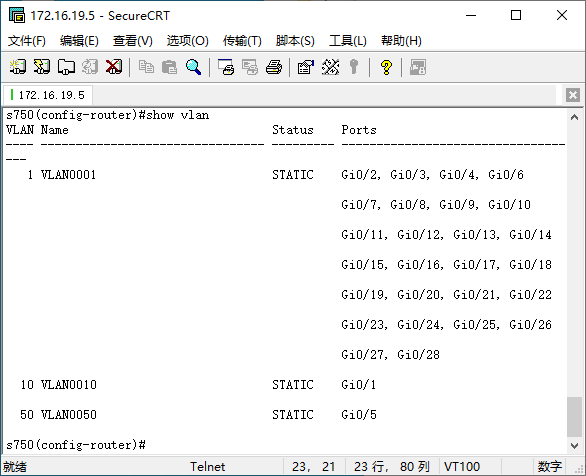 172.16.19.5 - SecureCRT
文件(F) 编辑(E) 查看(V) 选项(O) 传输(T) 脚本(S) 工具(L) 帮助(H)
172.16.19.5
s750(config-router)#show vlan
VLAN Name Status Ports
---- -------------------------------- --------- --------------------------------
---
1 VLAN0001 STATIC Gi0/2, Gi0/3, Gi0/4, Gi0/6
Gi0/7, Gi0/8, Gi0/9, Gi0/10
Gi0/11, Gi0/12, Gi0/13, Gi0/14
Gi0/15, Gi0/16, Gi0/17, Gi0/18
Gi0/19, Gi0/20, Gi0/21, Gi0/22
Gi0/23, Gi0/24, Gi0/25, Gi0/26
Gi0/27, Gi0/28
10 VLAN0010 STATIC Gi0/1
50 VLAN0050 STATIC Gi0/5
s750(config-router)#
就绪 Telnet 23, 21 23 行, 80 列 VT100 数字